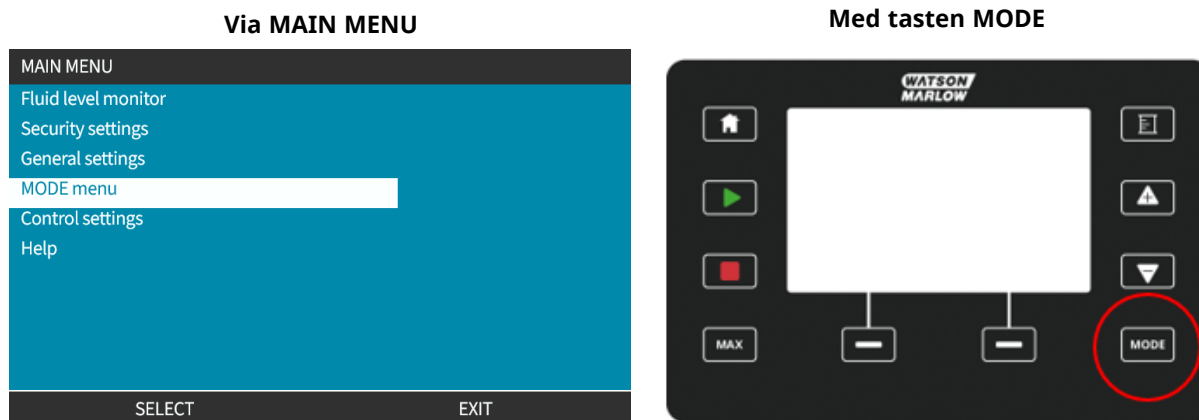 Via MAIN MENU
MAIN MENU
Fluid level monitor
Security settings
General settings
MODE menu
Control settings
Help
SELECT EXIT
Med tasten MODE
WATSON
MARLOW
MAX
MODE